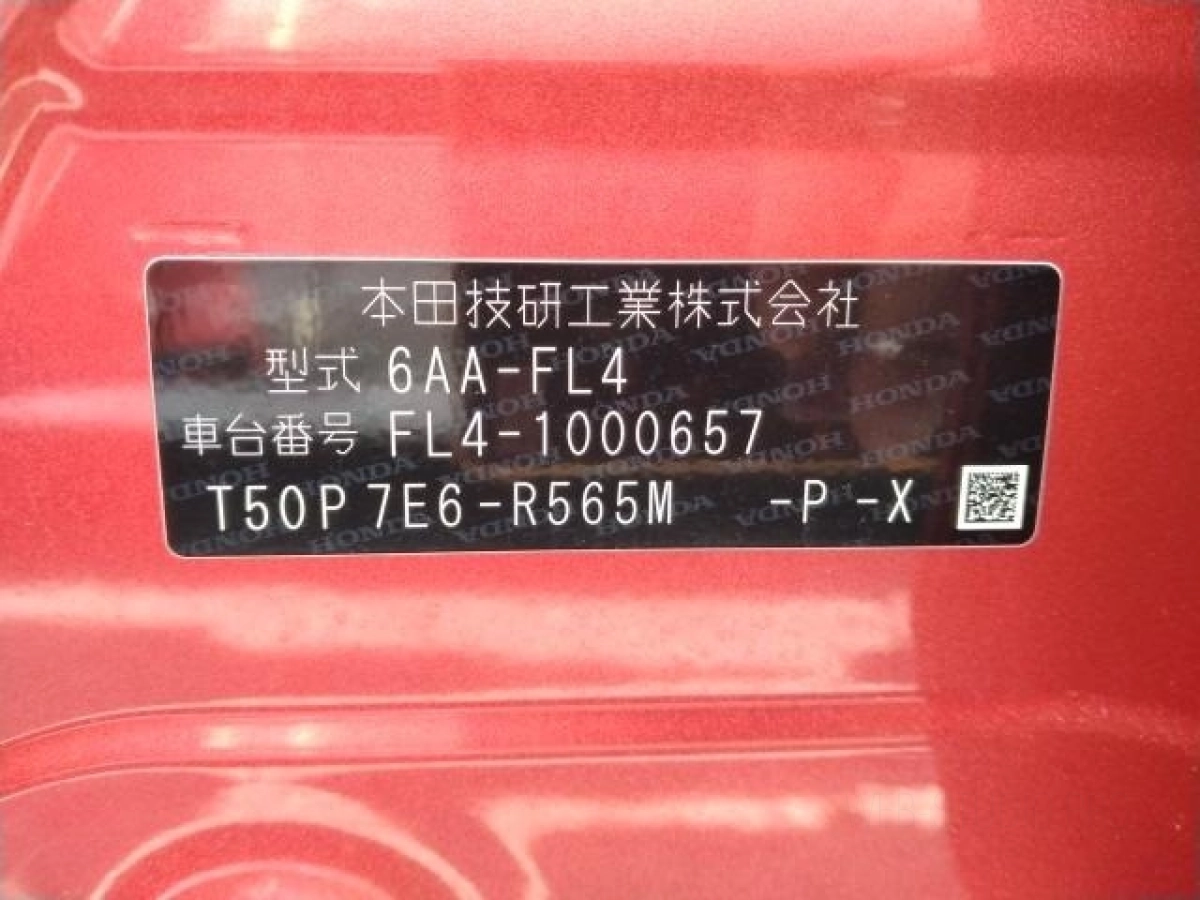 本田技研工業株式会社
型式 6AA-FL4
車台番号 FL4-1000657
T50P 7E6-R565M -P -X